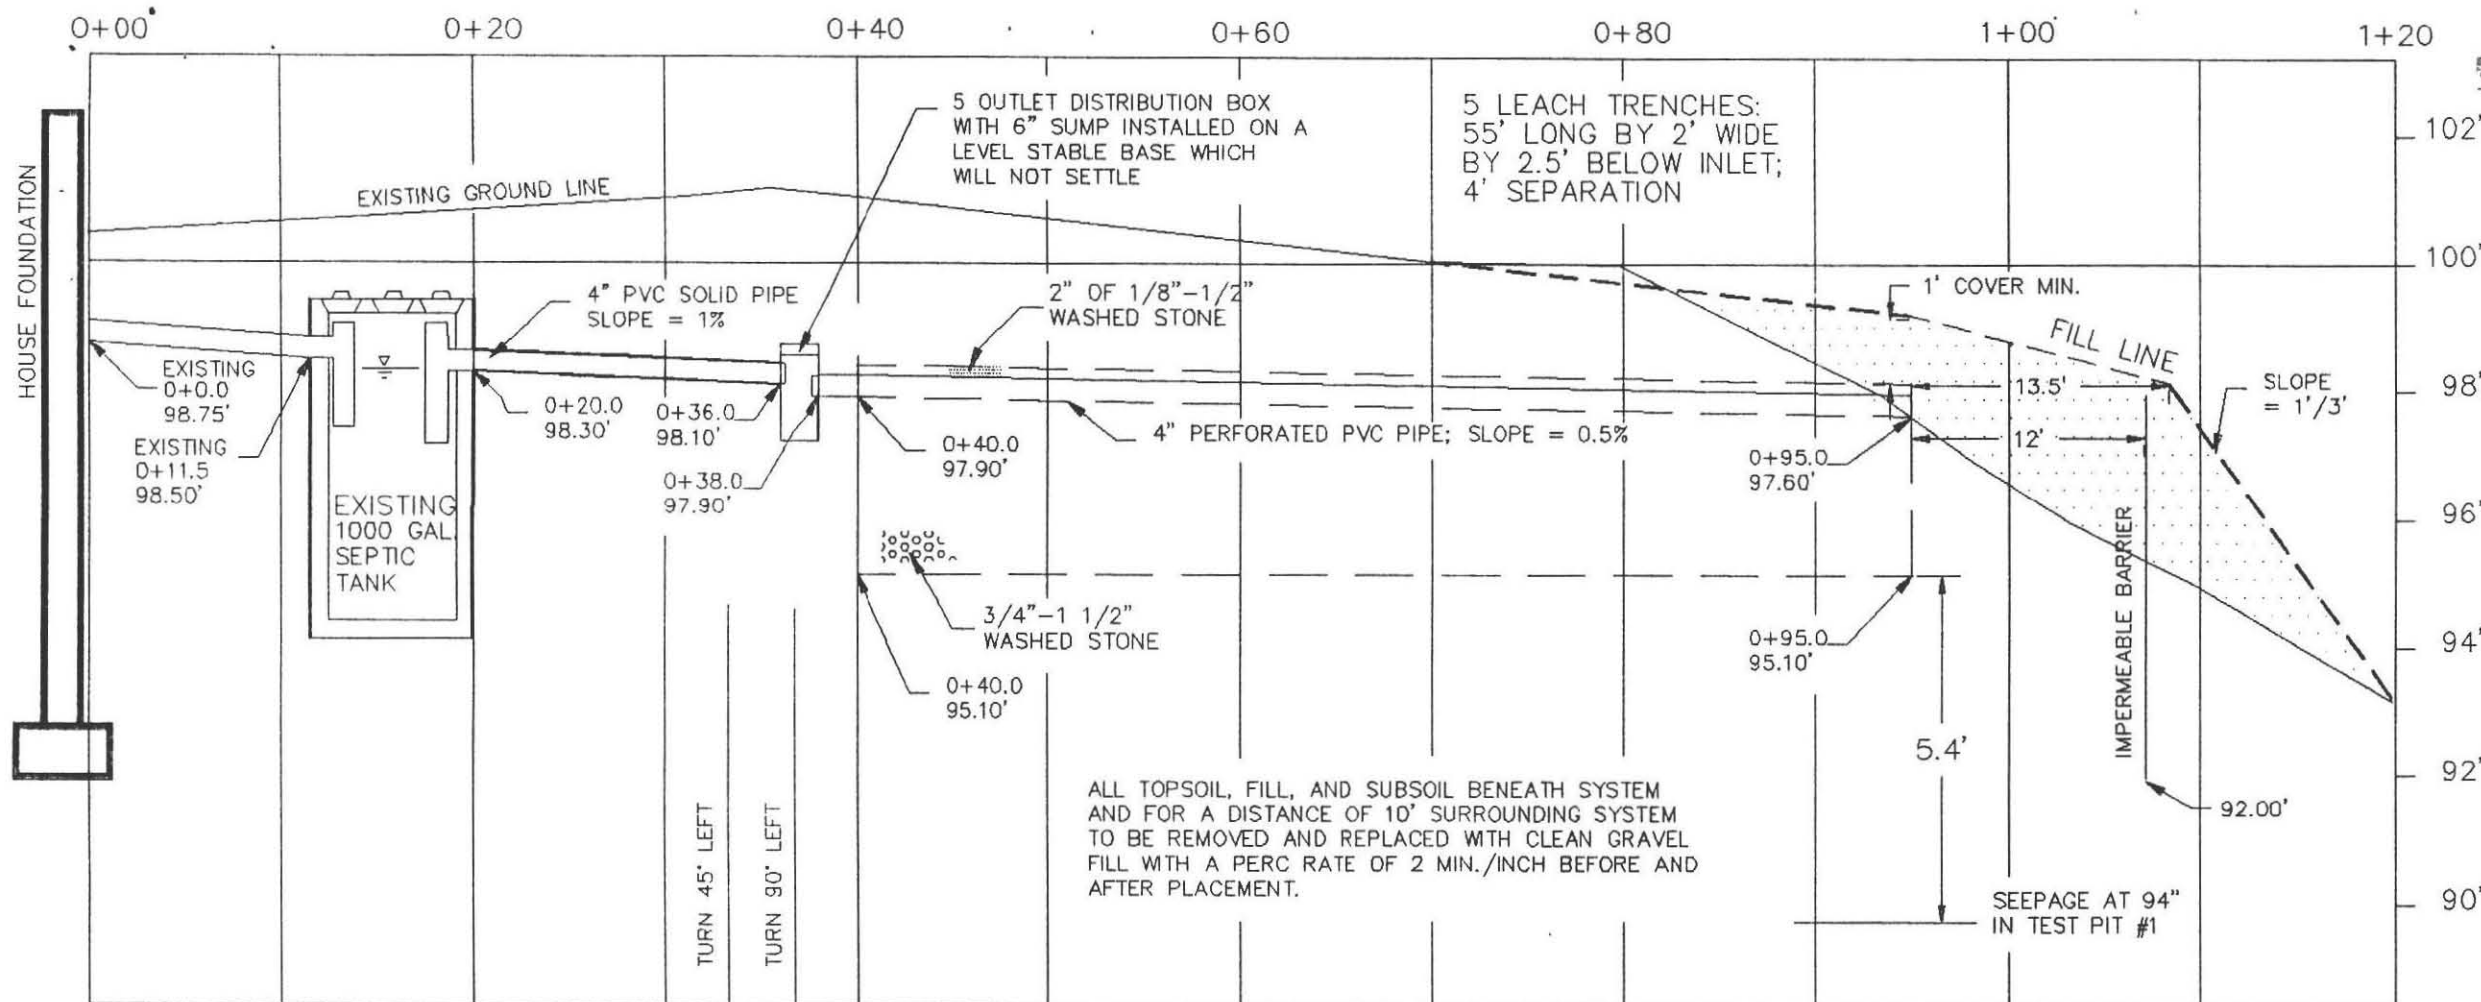 0+00
0+20
0+40
0+60
0+80
1+00
1+20
5 OUTLET DISTRIBUTION BOX
WITH 6" SUMP INSTALLED ON A
LEVEL STABLE BASE WHICH
WILL NOT SETTLE
5 LEACH TRENCHES:
55' LONG BY 2' WIDE
BY 2.5' BELOW INLET;
4' SEPARATION
102'
100'
98'
96'
94'
92'
90'
HOUSE FOUNDATION
EXISTING GROUND LINE
4" PVC SOLID PIPE
SLOPE = 1%
2" OF 1/8"-1/2"
WASHED STONE
1' COVER MIN.
FILL LINE
SLOPE
= 1'/3'
13.5'
12'
EXISTING
0+0.0
98.75'
EXISTING
0+11.5
98.50'
0+20.0
98.30'
0+36.0
98.10'
0+38.0
97.90'
0+40.0
97.90'
4" PERFORATED PVC PIPE; SLOPE = 0.5%
0+95.0
97.60'
EXISTING
1000 GAL.
SEPTIC
TANK
3/4"-1 1/2"
WASHED STONE
0+40.0
95.10'
0+95.0
95.10'
5.4'
IMPERMEABLE BARRIER
92.00'
TURN 45° LEFT
TURN 90° LEFT
ALL TOPSOIL, FILL, AND SUBSOIL BENEATH SYSTEM
AND FOR A DISTANCE OF 10' SURROUNDING SYSTEM
TO BE REMOVED AND REPLACED WITH CLEAN GRAVEL
FILL WITH A PERC RATE OF 2 MIN./INCH BEFORE AND
AFTER PLACEMENT.
SEEPAGE AT 94"
IN TEST PIT #1